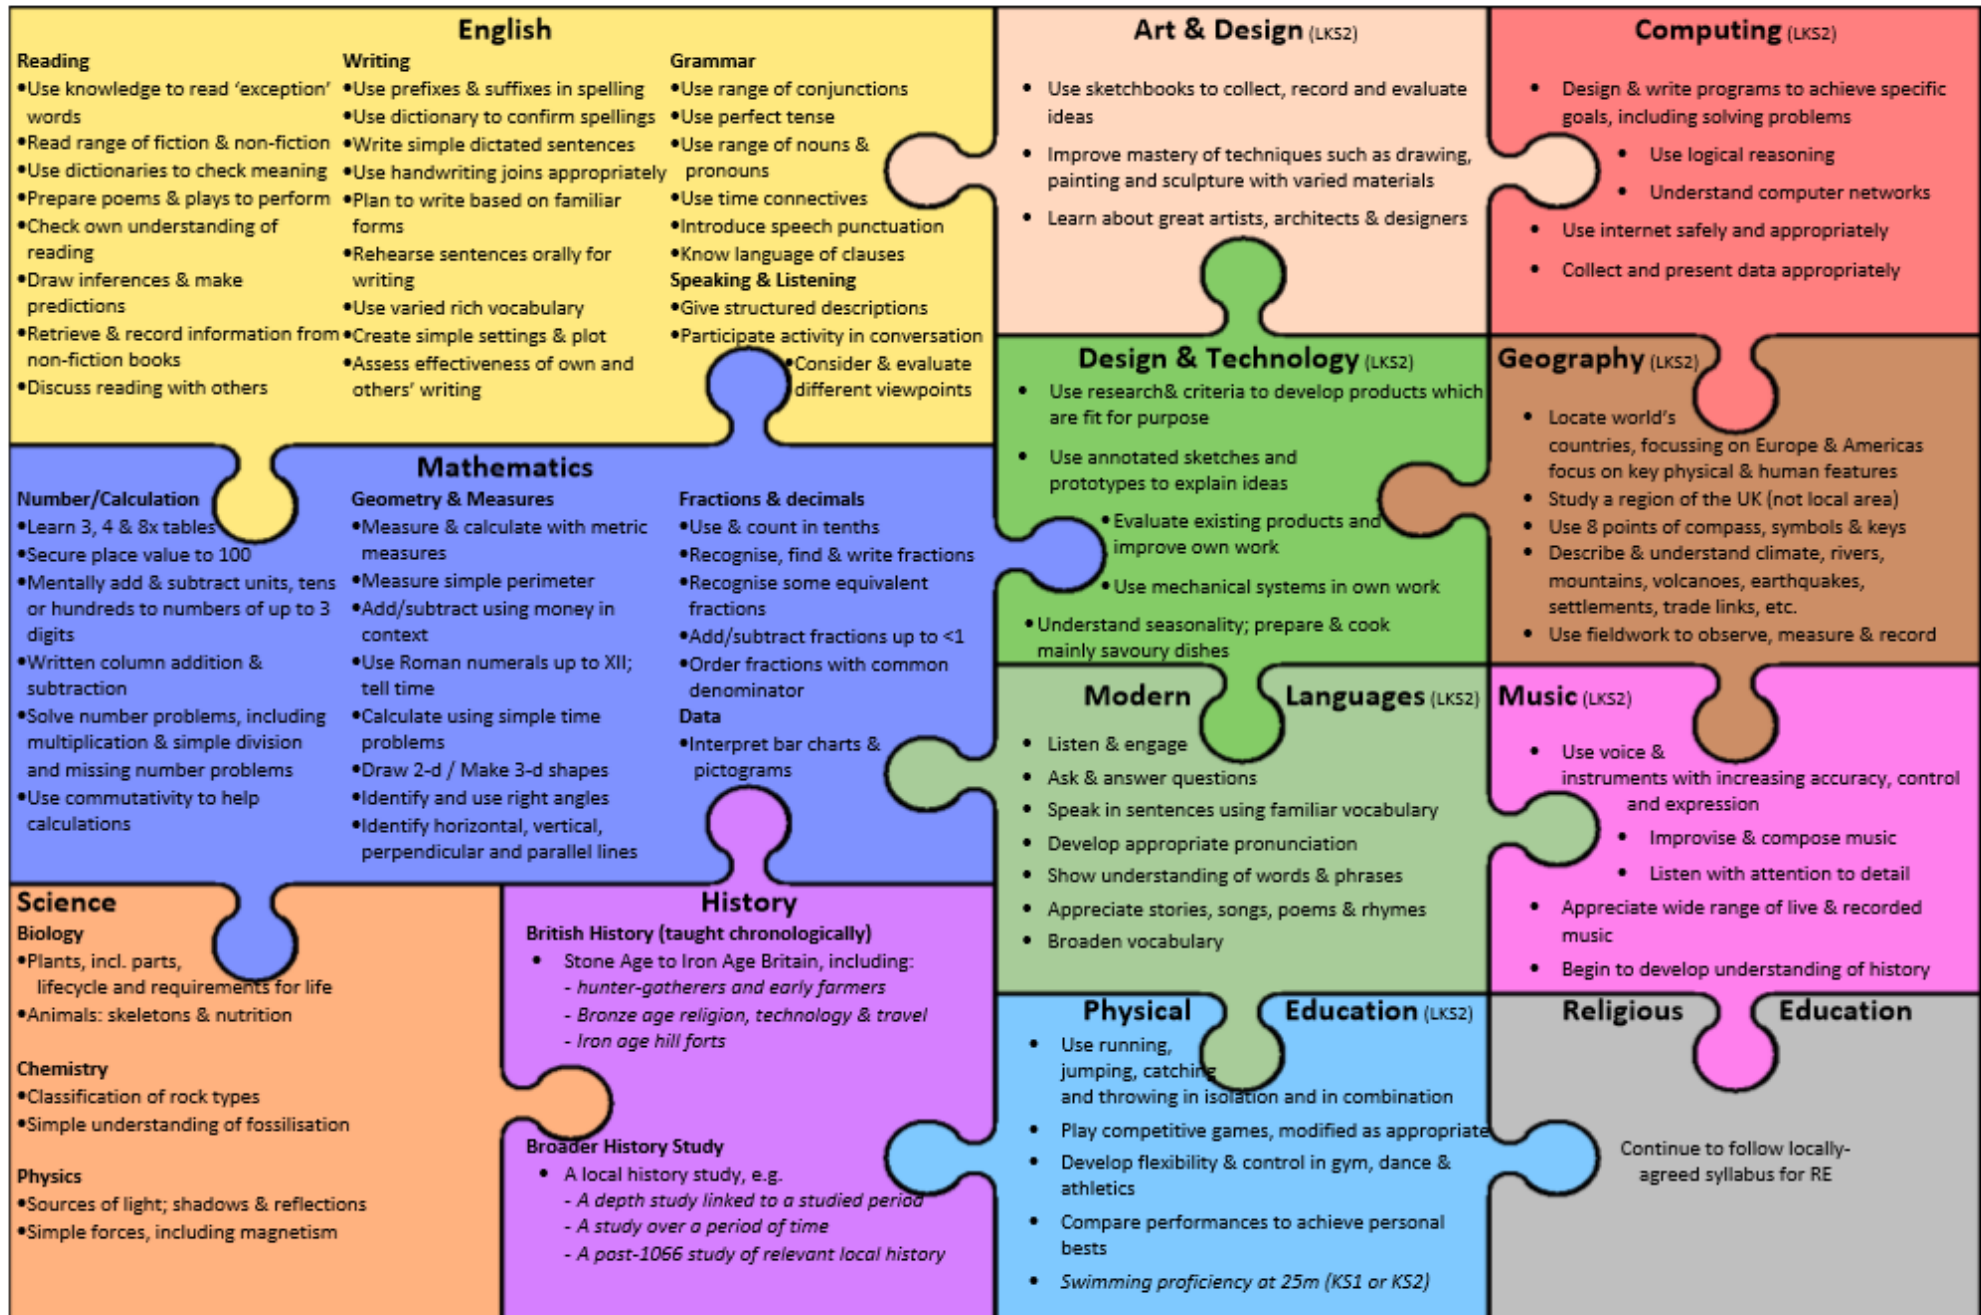 English
Reading
•Use knowledge to read ‘exception’
words
•Read range of fiction & non-fiction
•Use dictionaries to check meaning
•Prepare poems & plays to perform
•Check own understanding of
reading
•Draw inferences & make
predictions
•Retrieve & record information from
non-fiction books
•Discuss reading with others
Writing
•Use prefixes & suffixes in spelling
•Use dictionary to confirm spellings
•Write simple dictated sentences
•Use handwriting joins appropriately
•Plan to write based on familiar
forms
•Rehearse sentences orally for
writing
•Use varied rich vocabulary
•Create simple settings & plot
•Assess effectiveness of own and
others’ writing
Grammar
•Use range of conjunctions
•Use perfect tense
•Use range of nouns &
pronouns
•Use time connectives
•Introduce speech punctuation
•Know language of clauses
Speaking & Listening
•Give structured descriptions
•Participate activity in conversation
•Consider & evaluate
different viewpoints
Art & Design (LKS2)
• Use sketchbooks to collect, record and evaluate
ideas
• Improve mastery of techniques such as drawing,
painting and sculpture with varied materials
• Learn about great artists, architects & designers
Computing (LKS2)
• Design & write programs to achieve specific
goals, including solving problems
• Use logical reasoning
• Understand computer networks
• Use internet safely and appropriately
• Collect and present data appropriately
Mathematics
Number/Calculation
•Learn 3, 4 & 8x tables
•Secure place value to 100
•Mentally add & subtract units, tens
or hundreds to numbers of up to 3
digits
•Written column addition &
subtraction
•Solve number problems, including
multiplication & simple division
and missing number problems
•Use commutativity to help
calculations
Geometry & Measures
•Measure & calculate with metric
measures
•Measure simple perimeter
•Add/subtract using money in
context
•Use Roman numerals up to XII;
tell time
•Calculate using simple time
problems
•Draw 2-d / Make 3-d shapes
•Identify and use right angles
•Identify horizontal, vertical,
perpendicular and parallel lines
Fractions & decimals
•Use & count in tenths
•Recognise, find & write fractions
•Recognise some equivalent
fractions
•Add/subtract fractions up to <1
•Order fractions with common
denominator
Data
•Interpret bar charts &
pictograms
Design & Technology (LKS2)
• Use research& criteria to develop products which
are fit for purpose
• Use annotated sketches and
prototypes to explain ideas
•Evaluate existing products and
improve own work
•Use mechanical systems in own work
•Understand seasonality; prepare & cook
mainly savoury dishes
Geography (LKS2)
• Locate world’s
countries, focussing on Europe & Americas
focus on key physical & human features
• Study a region of the UK (not local area)
• Use 8 points of compass, symbols & keys
• Describe & understand climate, rivers,
mountains, volcanoes, earthquakes,
settlements, trade links, etc.
• Use fieldwork to observe, measure & record
Modern Languages (LKS2)
• Listen & engage
• Ask & answer questions
• Speak in sentences using familiar vocabulary
• Develop appropriate pronunciation
• Show understanding of words & phrases
• Appreciate stories, songs, poems & rhymes
• Broaden vocabulary
Music (LKS2)
• Use voice &
instruments with increasing accuracy, control
and expression
• Improvise & compose music
• Listen with attention to detail
• Appreciate wide range of live & recorded
music
• Begin to develop understanding of history
Science
Biology
•Plants, incl. parts,
lifecycle and requirements for life
•Animals: skeletons & nutrition
Chemistry
•Classification of rock types
•Simple understanding of fossilisation
Physics
•Sources of light; shadows & reflections
•Simple forces, including magnetism
History
British History (taught chronologically)
• Stone Age to Iron Age Britain, including:
- hunter-gatherers and early farmers
- Bronze age religion, technology & travel
- Iron age hill forts
Broader History Study
• A local history study, e.g.
- A depth study linked to a studied period
- A study over a period of time
- A post-1066 study of relevant local history
Physical Education (LKS2)
• Use running,
jumping, catching
and throwing in isolation and in combination
• Play competitive games, modified as appropriate
• Develop flexibility & control in gym, dance &
athletics
• Compare performances to achieve personal
bests
• Swimming proficiency at 25m (KS1 or KS2)
Religious Education
Continue to follow locally-
agreed syllabus for RE